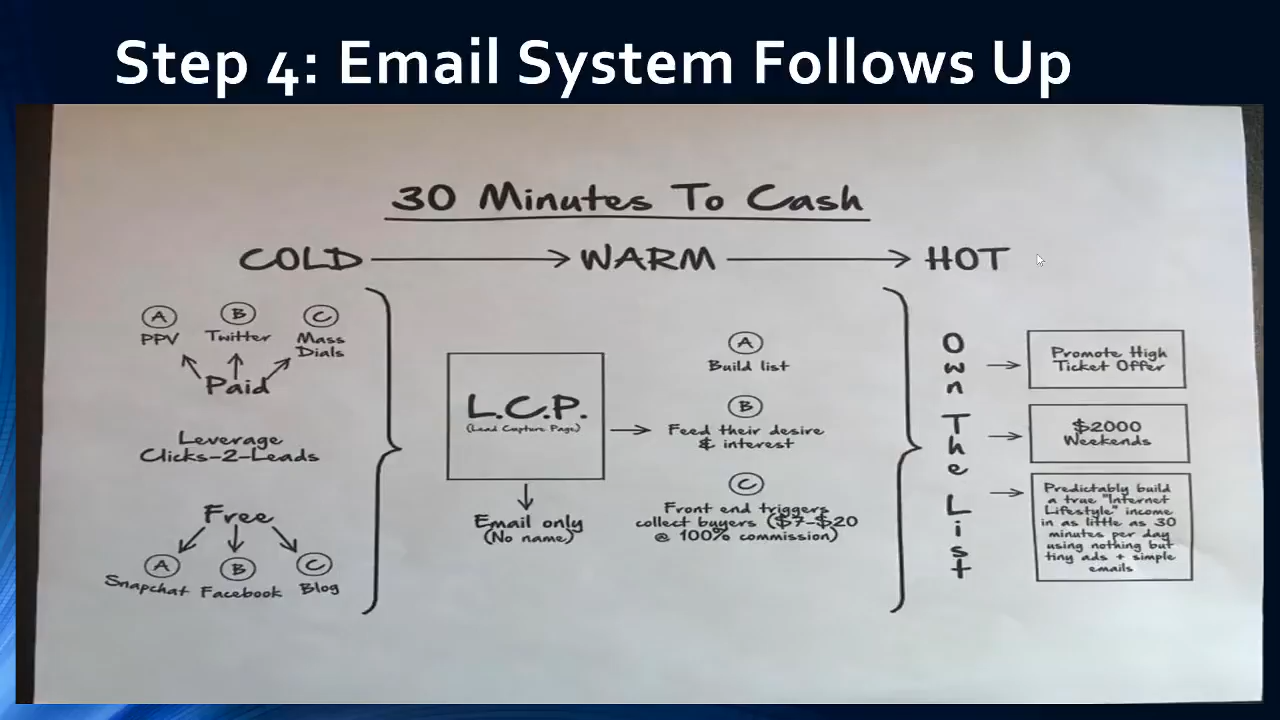 Step 4: Email System Follows Up
30 Minutes To Cash
COLD
WARM
HOT
A
PPV
B
Twitter
C
Mass
Dials
Paid
Leverage
Clicks-2-Leads
Free
A
Snapchat
B
Facebook
C
Blog
L.C.P.
(Lead Capture Page)
Email only
(No name)
A
Build list
B
Feed their desire
& interest
C
Front end triggers
collect buyers ($7-$20
@ 100% commission)
Own The List
Promote High
Ticket Offer
$2000
Weekends
Predictably build
a true "Internet
Lifestyle" income
in as little as 30
minutes per day
using nothing but
tiny ads + simple
emails